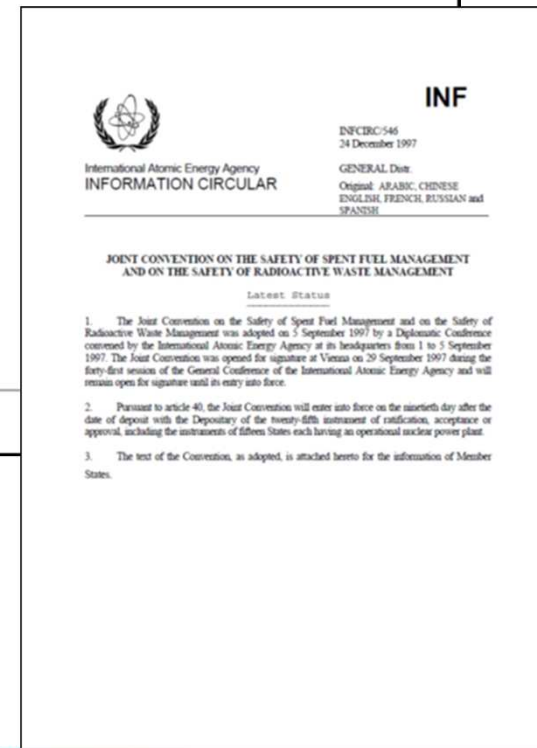 INF
INFCIRC/546
24 December 1997
International Atomic Energy Agency
INFORMATION CIRCULAR
GENERAL Distr.
Original: ARABIC, CHINESE
ENGLISH, FRENCH, RUSSIAN and
SPANISH
JOINT CONVENTION ON THE SAFETY OF SPENT FUEL MANAGEMENT
AND ON THE SAFETY OF RADIOACTIVE WASTE MANAGEMENT
Latest Status
1. The Joint Convention on the Safety of Spent Fuel Management and on the Safety of
Radioactive Waste Management was adopted on 5 September 1997 by a Diplomatic Conference
convened by the International Atomic Energy Agency at its headquarters from 1 to 5 September
1997. The Joint Convention was opened for signature at Vienna on 29 September 1997 during the
forty-first session of the General Conference of the International Atomic Energy Agency and will
remain open for signature until its entry into force.
2. Pursuant to article 40, the Joint Convention will enter into force on the ninetieth day after the
date of deposit with the Depositary of the twenty-fifth instrument of ratification, acceptance or
approval, including the instruments of fifteen States each having an operational nuclear power plant.
3. The text of the Convention, as adopted, is attached hereto for the information of Member
States.